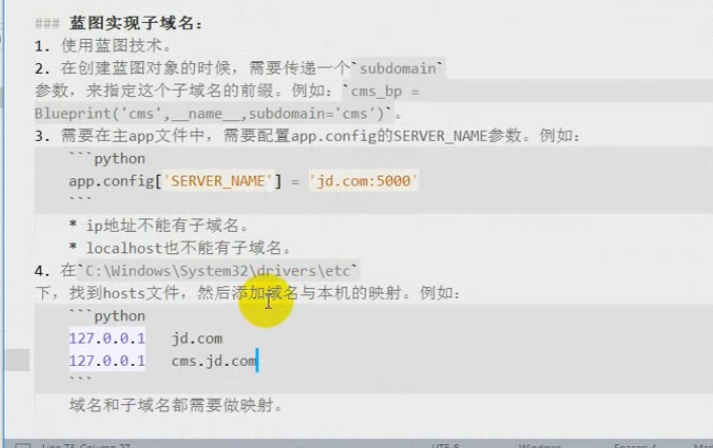 ### 蓝图实现子域名：
1. 使用蓝图技术。
2. 在创建蓝图对象的时候，需要传递一个`subdomain`
参数，来指定这个子域名的前缀。例如：`cms_bp =
Blueprint('cms',__name__,subdomain='cms')`。
3. 需要在主app文件中，需要配置app.config的SERVER_NAME参数。例如：
```python
app.config['SERVER_NAME'] = 'jd.com:5000'
```
* ip地址不能有子域名。
* localhost也不能有子域名。
4. 在`C:\Windows\System32\drivers\etc`
下，找到hosts文件，然后添加域名与本机的映射。例如：
```python
127.0.0.1   jd.com
127.0.0.1   cms.jd.com
```
域名和子域名都需要做映射。